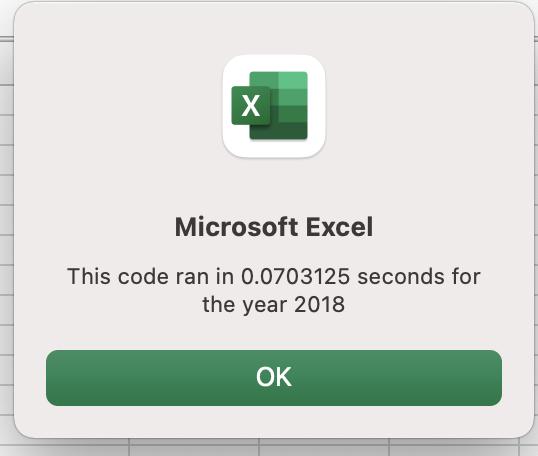 X
Microsoft Excel
This code ran in 0.0703125 seconds for
the year 2018
OK